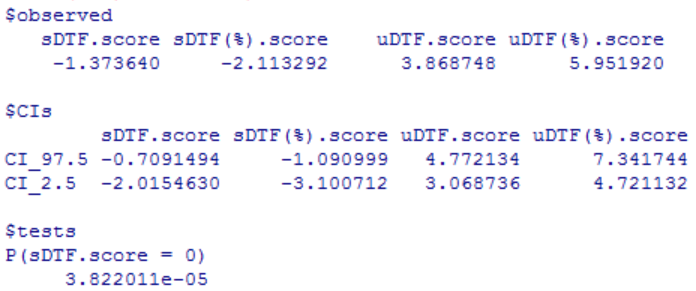 $observed
sDTF.score sDTF(%).score uDTF.score uDTF(%).score
-1.373640 -2.113292 3.868748 5.951920
$CIs
sDTF.score sDTF(%).score uDTF.score uDTF(%).score
CI_97.5 -0.7091494 -1.090999 4.772134 7.341744
CI_2.5 -2.0154630 -3.100712 3.068736 4.721132
$tests
P(sDTF.score = 0)
3.822011e-05